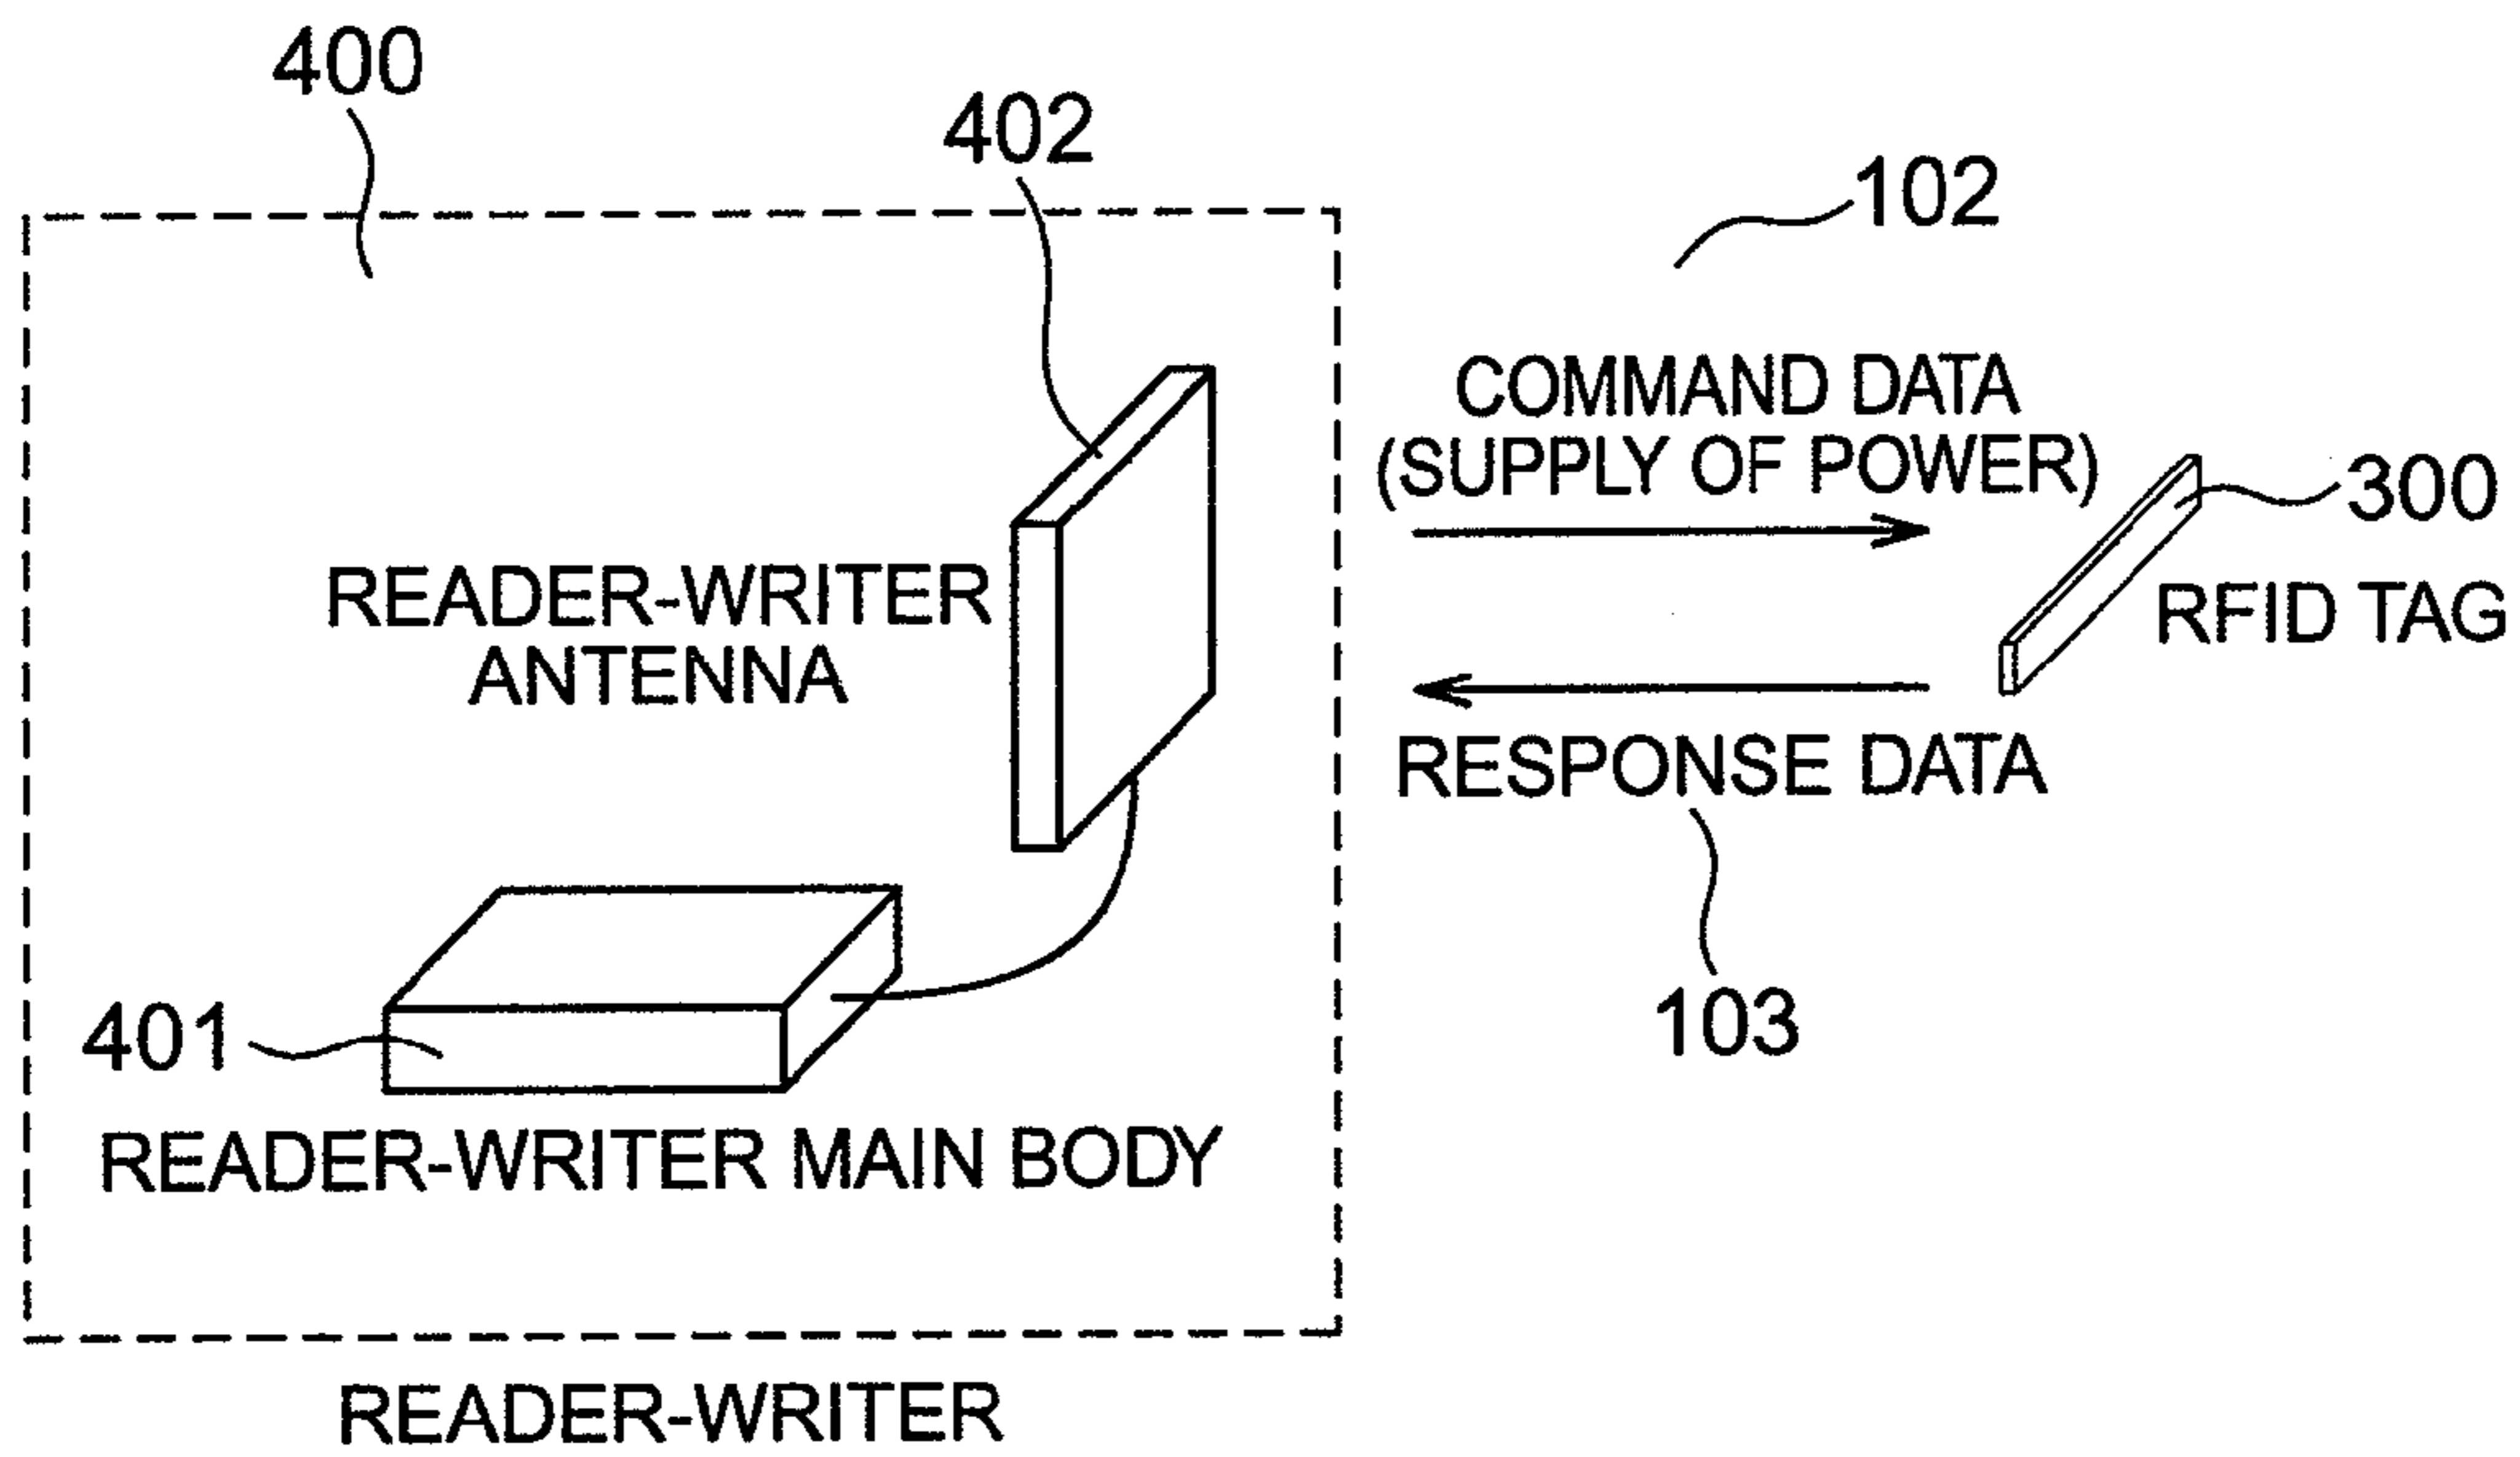 400
402
102
COMMAND DATA
(SUPPLY OF POWER)
300
READER-WRITER
ANTENNA
RFID TAG
RESPONSE DATA
401
103
READER-WRITER MAIN BODY
READER-WRITER